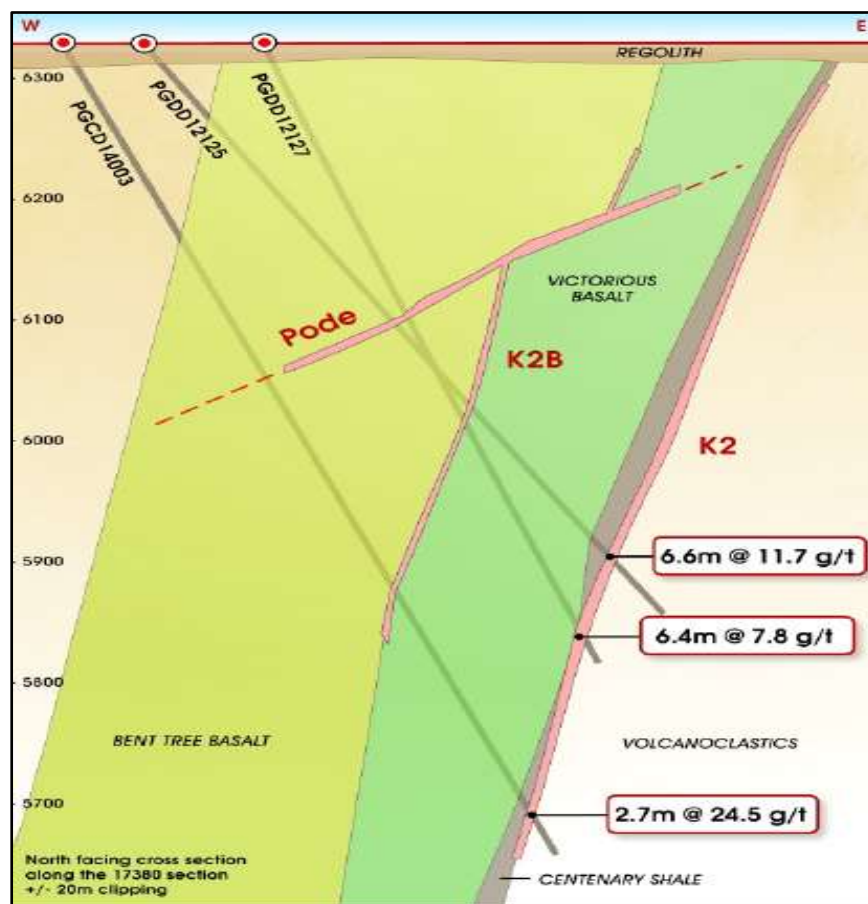 W
E
REGOLITH
6300
PGCD14003
PGDD12125
PGDD12127
6200
VICTORIOUS
BASALT
6100
Pode
K2B
6000
K2
5900
6.6m @ 11.7 g/t
6.4m @ 7.8 g/t
5800
BENT TREE BASALT
VOLCANOCLASTICS
5700
2.7m @ 24.5 g/t
North facing cross section
along the 17380 section
+/- 20m clipping
CENTENARY SHALE